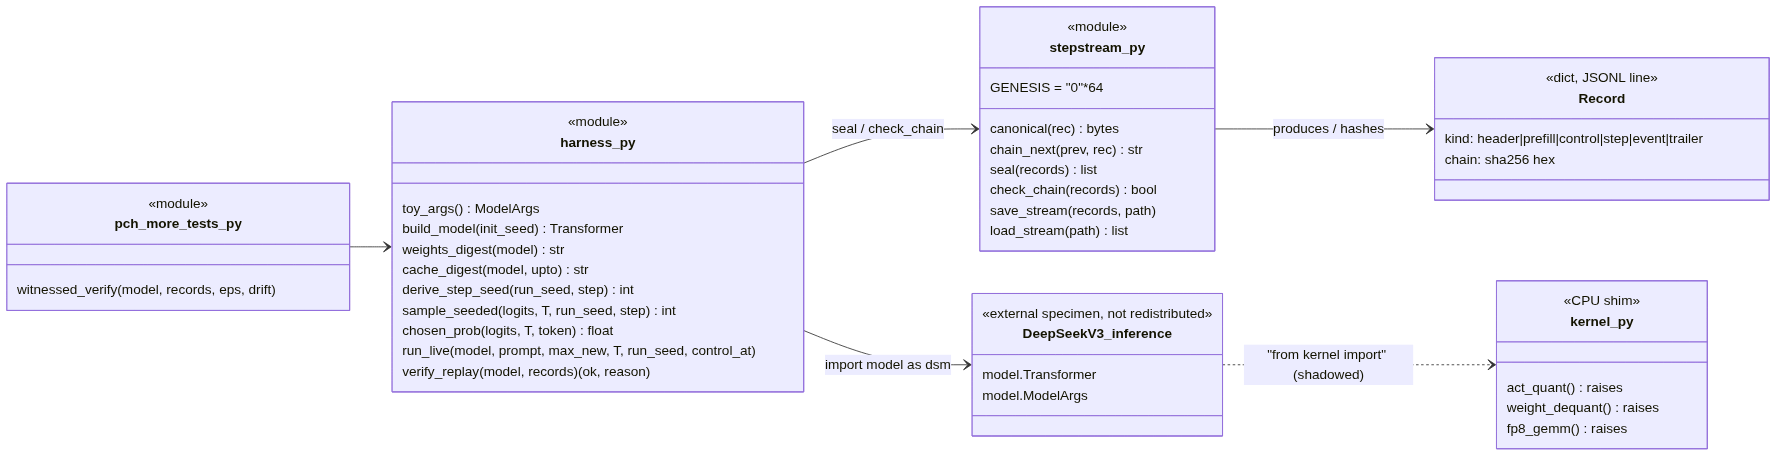 «module»
pch_more_tests_py
witnessed_verify(model, records, eps, drift)
«module»
harness_py
toy_args() : ModelArgs
build_model(init_seed) : Transformer
weights_digest(model) : str
cache_digest(model, upto) : str
derive_step_seed(run_seed, step) : int
sample_seeded(logits, T, run_seed, step) : int
chosen_prob(logits, T, token) : float
run_live(model, prompt, max_new, T, run_seed, control_at)
verify_replay(model, records)(ok, reason)
seal / check_chain
import model as dsm
«module»
stepstream_py
GENESIS = "0"*64
canonical(rec) : bytes
chain_next(prev, rec) : str
seal(records) : list
check_chain(records) : bool
save_stream(records, path)
load_stream(path) : list
produces / hashes
«dict, JSONL line»
Record
kind: header|prefill|control|step|event|trailer
chain: sha256 hex
«external specimen, not redistributed»
DeepSeekV3_inference
model.Transformer
model.ModelArgs
"from kernel import"
(shadowed)
«CPU shim»
kernel_py
act_quant() : raises
weight_dequant() : raises
fp8_gemm() : raises